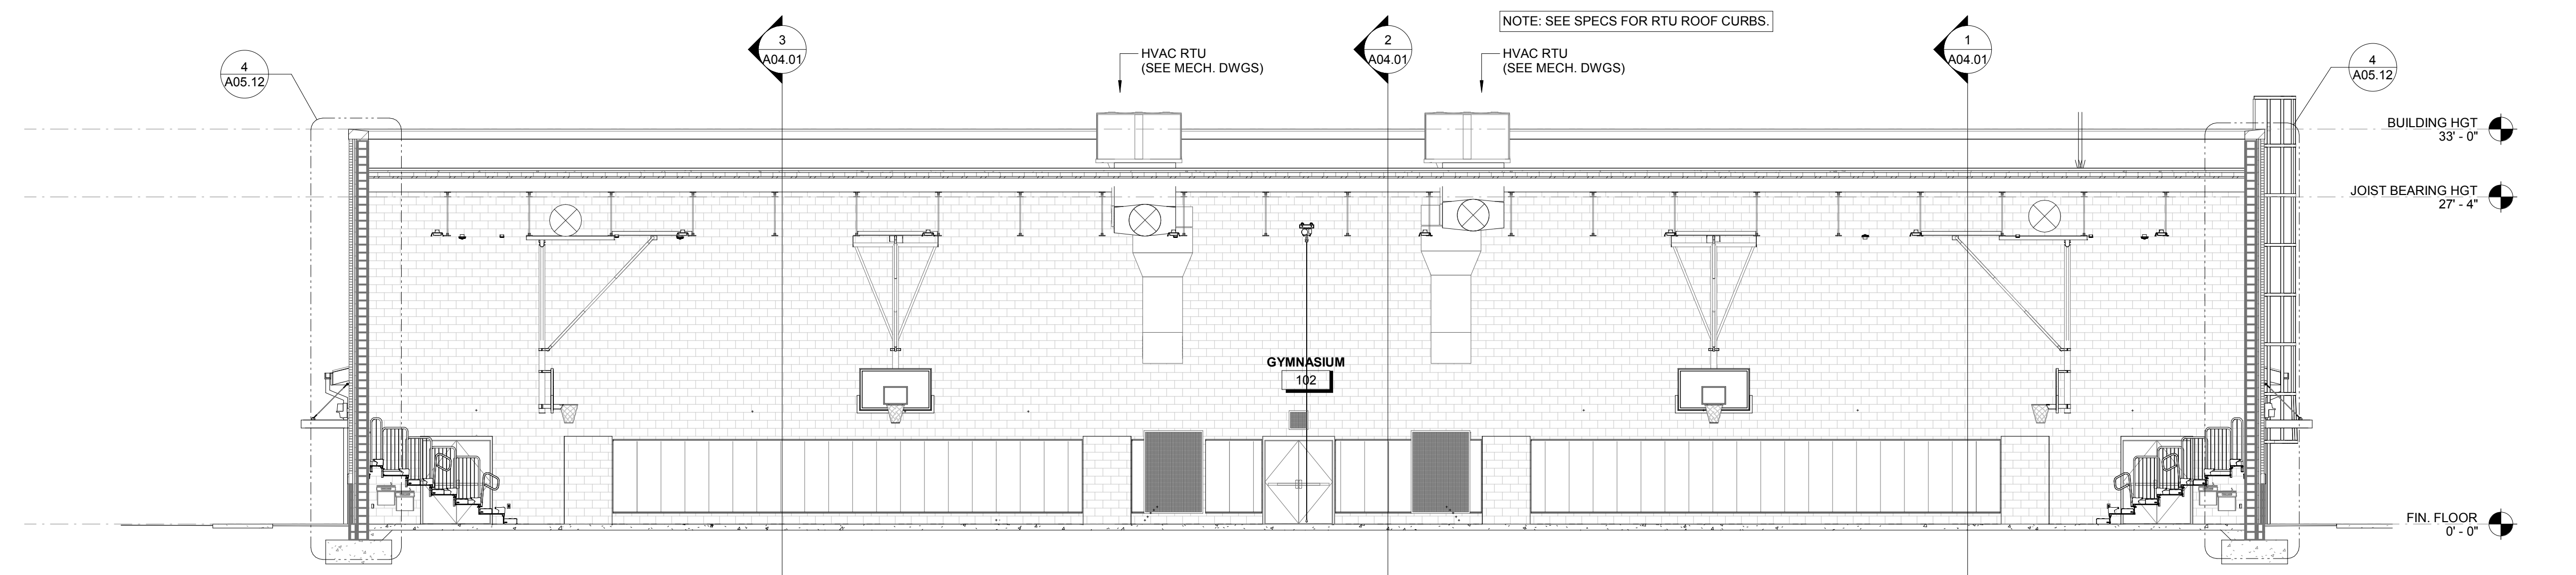 NOTE: SEE SPECS FOR RTU ROOF CURBS.
3
A04.01
2
A04.01
1
A04.01
HVAC RTU
(SEE MECH. DWGS)
HVAC RTU
(SEE MECH. DWGS)
4
A05.12
4
A05.12
BUILDING HGT
33' - 0"
JOIST BEARING HGT
27' - 4"
GYMNASIUM
102
FIN. FLOOR
0' - 0"